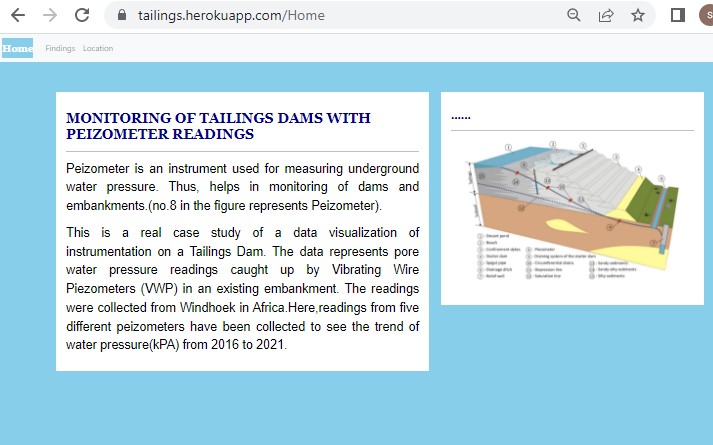 tailings.herokuapp.com/Home
S
Home Findings Location
MONITORING OF TAILINGS DAMS WITH
PEIZOMETER READINGS
Peizometer is an instrument used for measuring underground
water pressure. Thus, helps in monitoring of dams and
embankments.(no.8 in the figure represents Peizometer).
This is a real case study of a data visualization of
instrumentation on a Tailings Dam. The data represents pore
water pressure readings caught up by Vibrating Wire
Piezometers (VWP) in an existing embankment. The readings
were collected from Windhoek in Africa.Here,readings from five
different peizometers have been collected to see the trend of
water pressure(kPA) from 2016 to 2021.
......